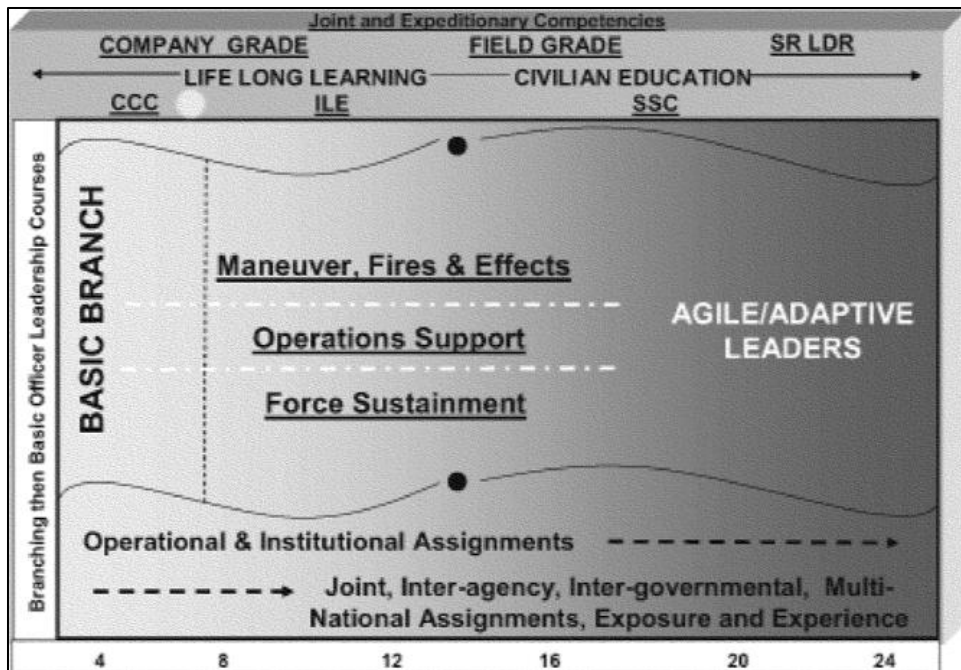 Joint and Expeditionary Competencies
COMPANY GRADE FIELD GRADE SR LDR
LIFE LONG LEARNING CIVILIAN EDUCATION
CCC ILE SSC
Branching then Basic Officer Leadership Courses
BASIC BRANCH
Maneuver, Fires & Effects
Operations Support
Force Sustainment
AGILE/ADAPTIVE
LEADERS
Operational & Institutional Assignments
Joint, Inter-agency, Inter-governmental, Multi-
National Assignments, Exposure and Experience
4 8 12 16 20 24